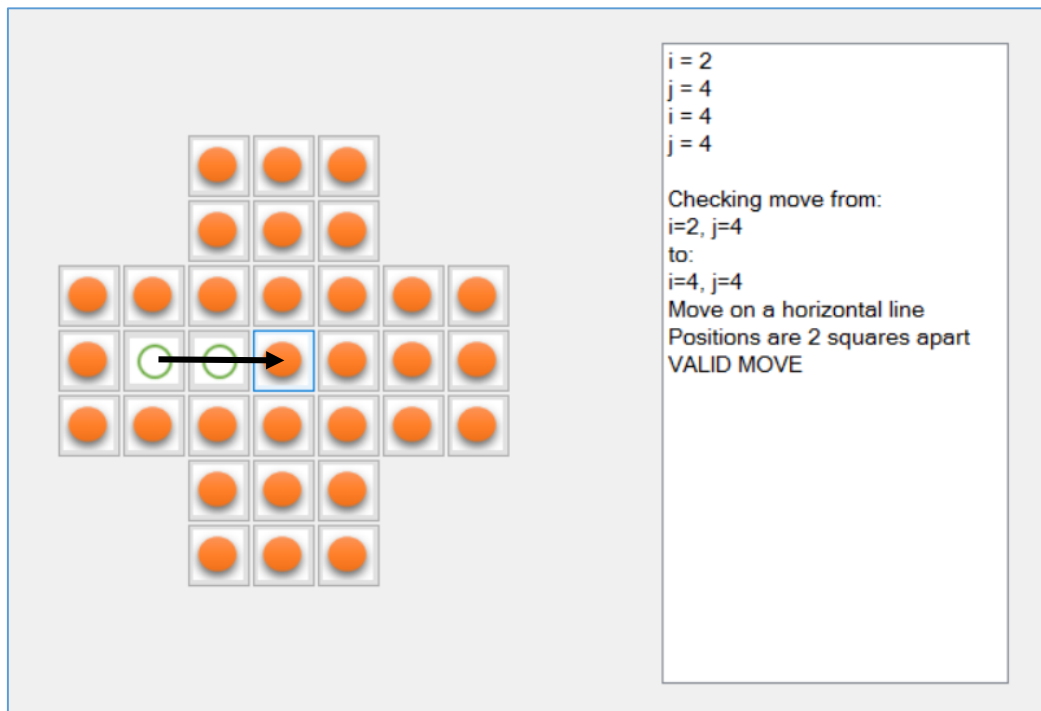 i = 2
j = 4
i = 4
j = 4
Checking move from:
i=2, j=4
to:
i=4, j=4
Move on a horizontal line
Positions are 2 squares apart
VALID MOVE